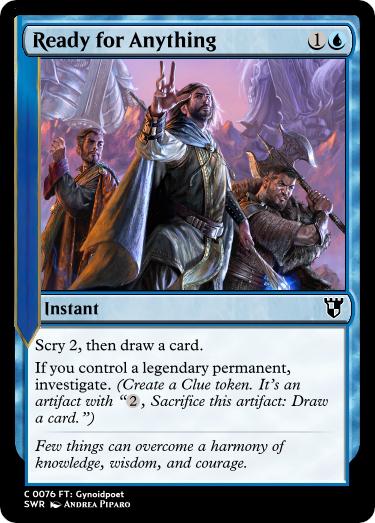 Ready for Anything 1
Instant
Scry 2, then draw a card.
If you control a legendary permanent,
investigate. (Create a Clue token. It's an
artifact with “2, Sacrifice this artifact: Draw
a card.”)
Few things can overcome a harmony of
knowledge, wisdom, and courage.
C 0076 FT: Gynoidpoet
SWR Andrea Piparo